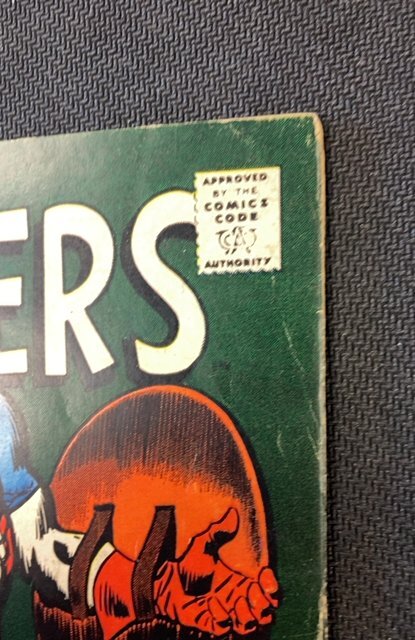 ERS
APPROVED
BY THE
COMICS
CODE
CA
AUTHORITY